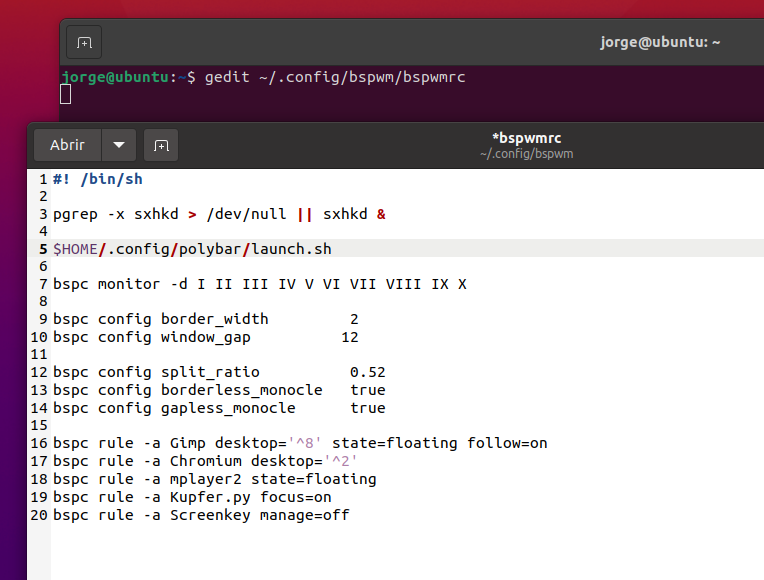 jorge@ubuntu: ~
jorge@ubuntu:~$ gedit ~/.config/bspwm/bspwmrc
Abrir
*bspwmrc
~/.config/bspwm
1 #! /bin/sh
2
3 pgrep -x sxhkd > /dev/null || sxhkd &
4
5 $HOME/.config/polybar/launch.sh
6
7 bspc monitor -d I II III IV V VI VII VIII IX X
8
9 bspc config border_width         2
10 bspc config window_gap          12
11
12 bspc config split_ratio          0.52
13 bspc config borderless_monocle   true
14 bspc config gapless_monocle      true
15
16 bspc rule -a Gimp desktop='^8' state=floating follow=on
17 bspc rule -a Chromium desktop='^2'
18 bspc rule -a mplayer2 state=floating
19 bspc rule -a Kupfer.py focus=on
20 bspc rule -a Screenkey manage=off